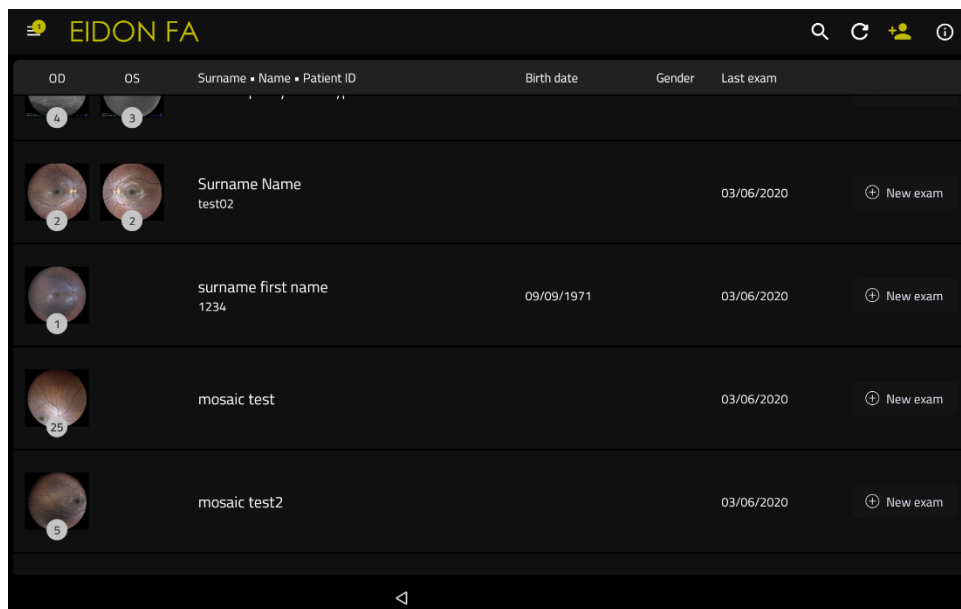 1
EIDON FA
OD OS Surname • Name • Patient ID Birth date Gender Last exam
4 3
2 2 Surname Name 03/06/2020 New exam
test02
1 surname first name 09/09/1971 03/06/2020 New exam
1234
25 mosaic test 03/06/2020 New exam
5 mosaic test2 03/06/2020 New exam